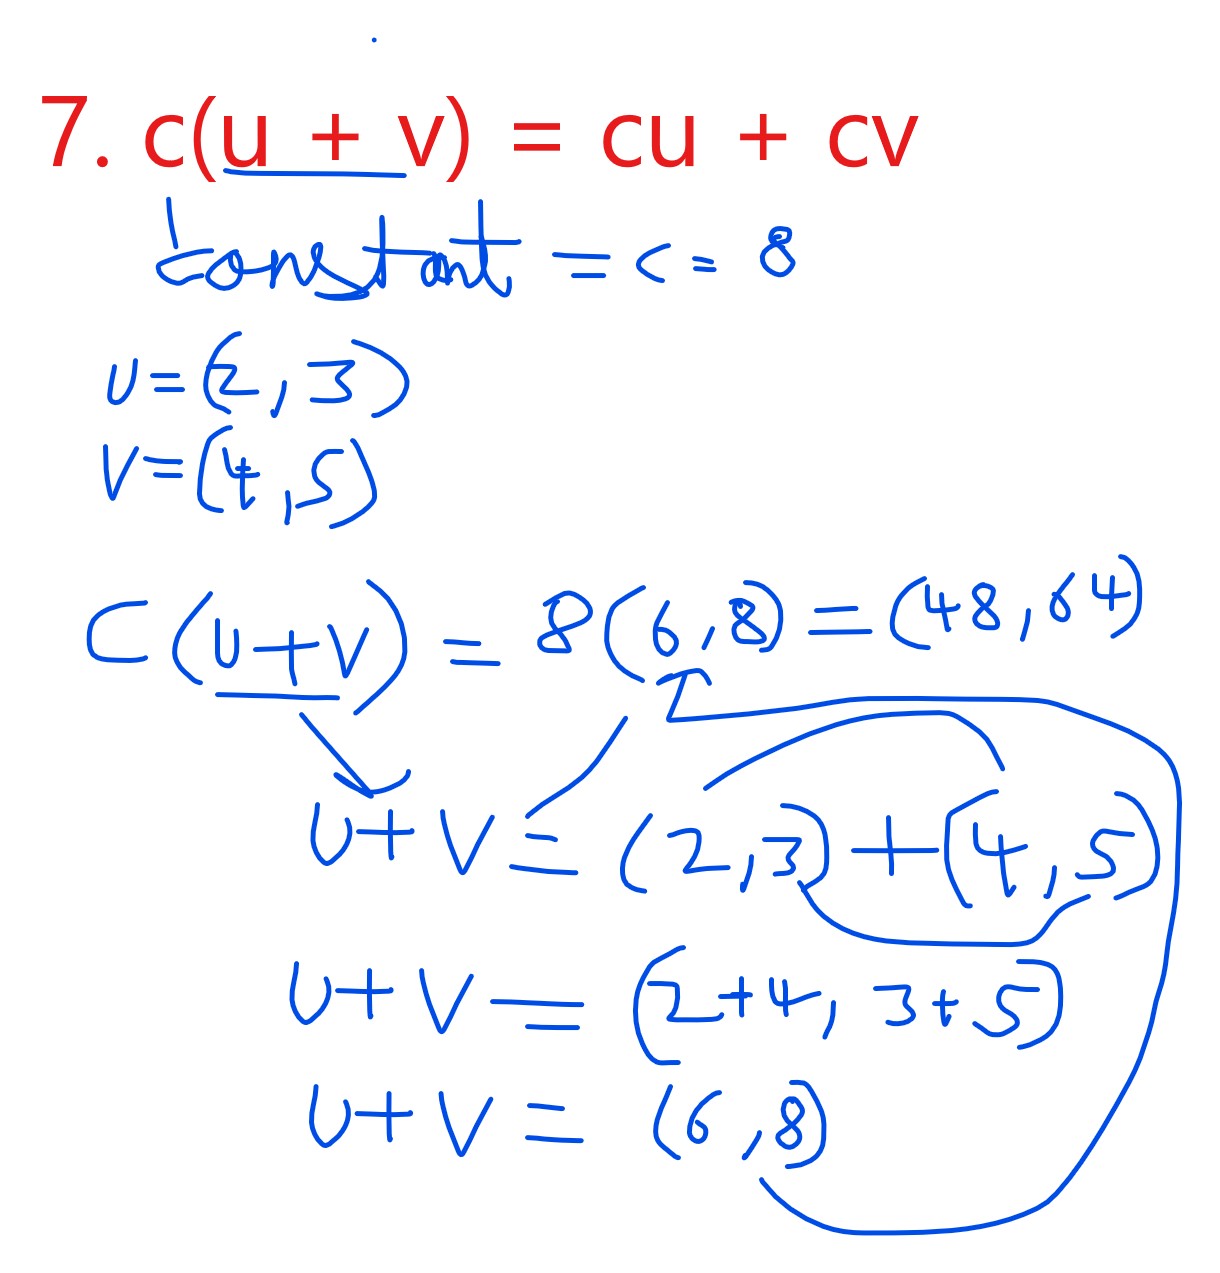 7. c(u + v) = cu + cv
constant = c = 8
u = (2, 3)
v = (4, 5)
c(u+v) = 8(6, 8) = (48, 64)
u+v = (2, 3) + (4, 5)
u+v = (2+4, 3+5)
u+v = (6, 8)